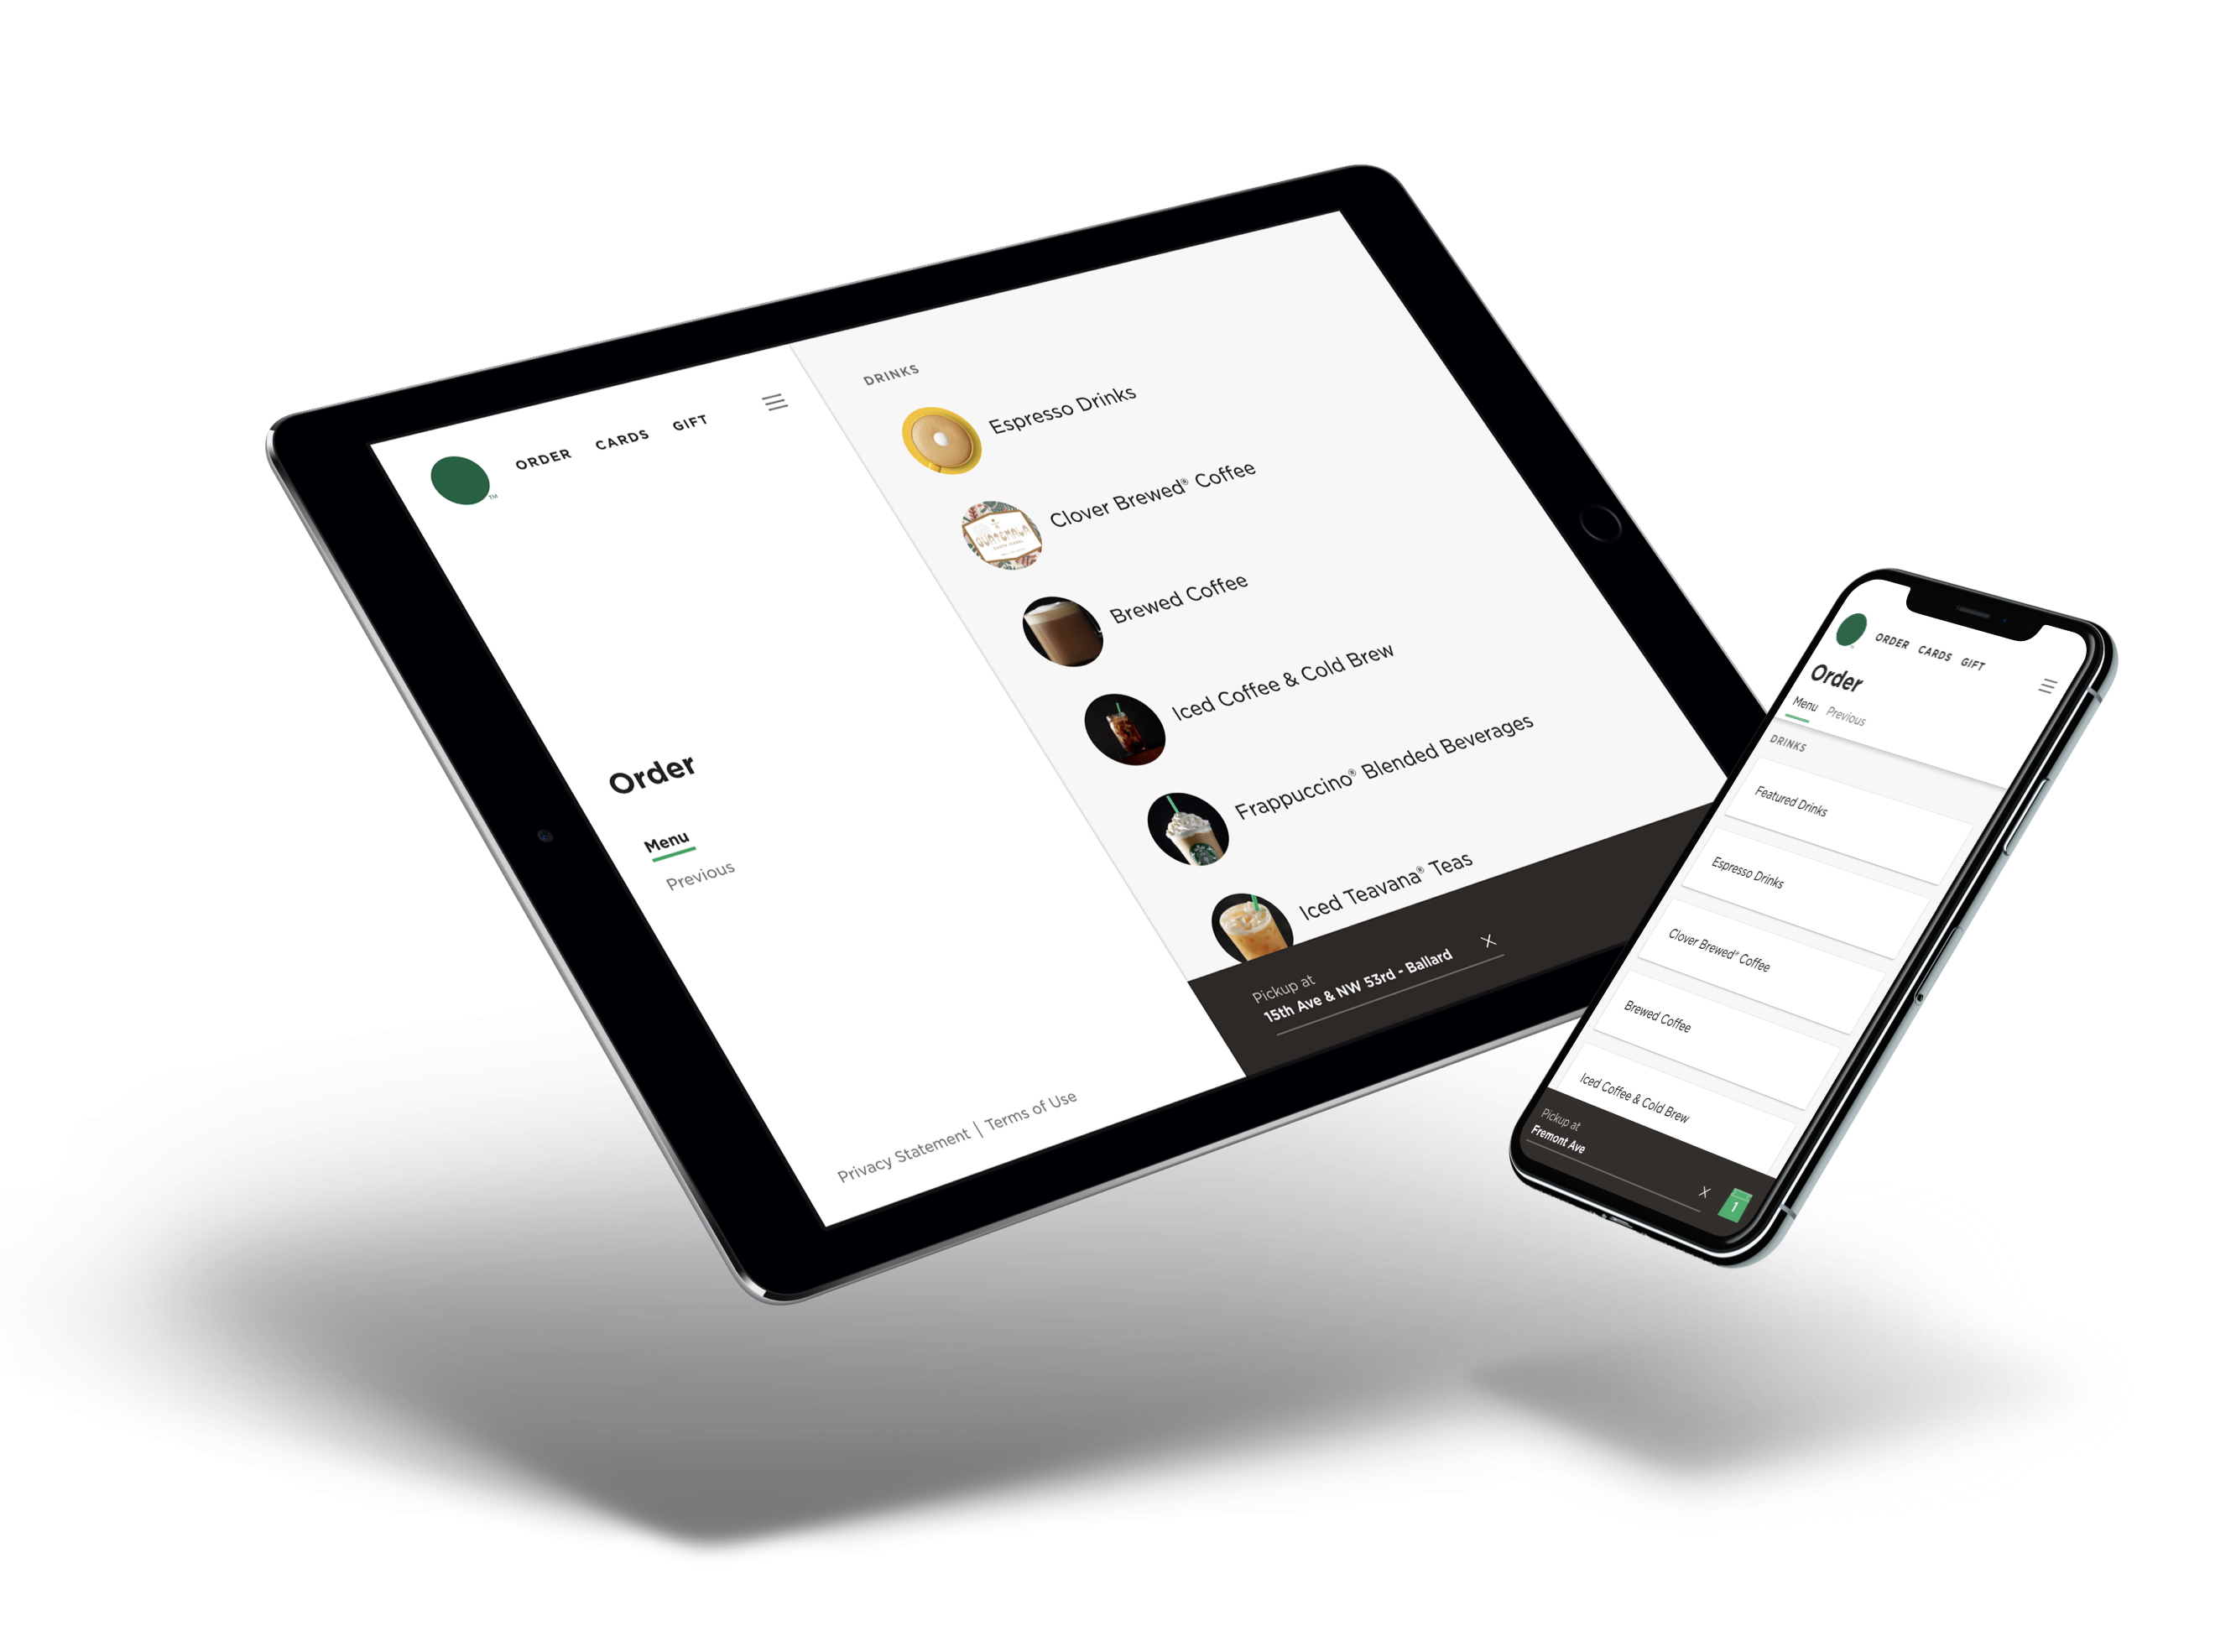 ORDER CARDS GIFT
™
Order
Menu
Previous
Privacy Statement | Terms of Use
DRINKS
Espresso Drinks
Clover Brewed® Coffee
GUATEMALA
Brewed Coffee
Iced Coffee & Cold Brew
Frappuccino® Blended Beverages
Iced Teavana® Teas
Pickup at
15th Ave & NW 53rd - Ballard
X
ORDER CARDS GIFT
Order
Menu Previous
DRINKS
Featured Drinks
Espresso Drinks
Clover Brewed® Coffee
Brewed Coffee
Iced Coffee & Cold Brew
Pickup at
Fremont Ave
X
1